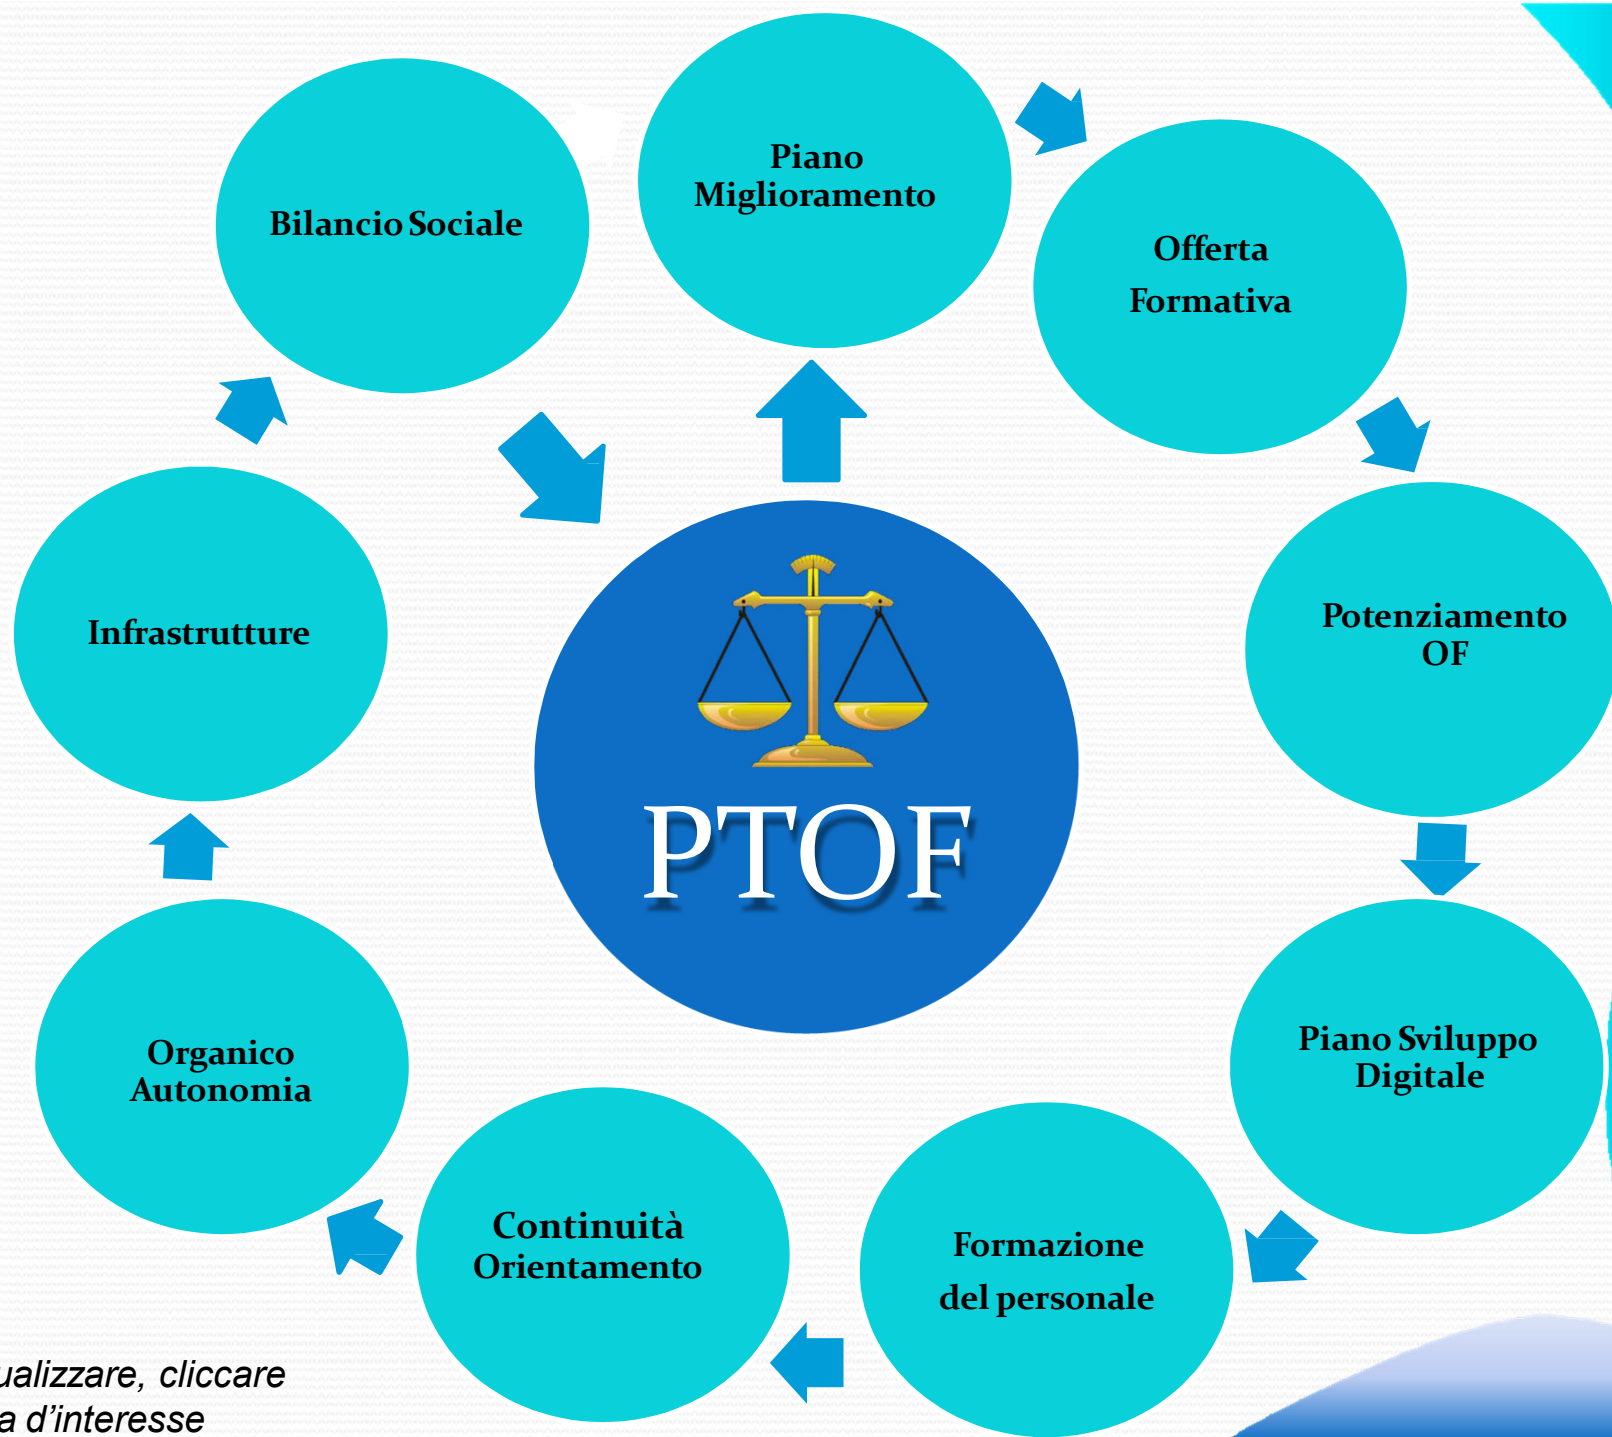 Piano
Miglioramento
Offerta
Formativa
Potenziamento
OF
Piano Sviluppo
Digitale
Formazione
del personale
Continuità
Orientamento
Organico
Autonomia
Infrastrutture
Bilancio Sociale
PTOF
cliccare
d’interesse